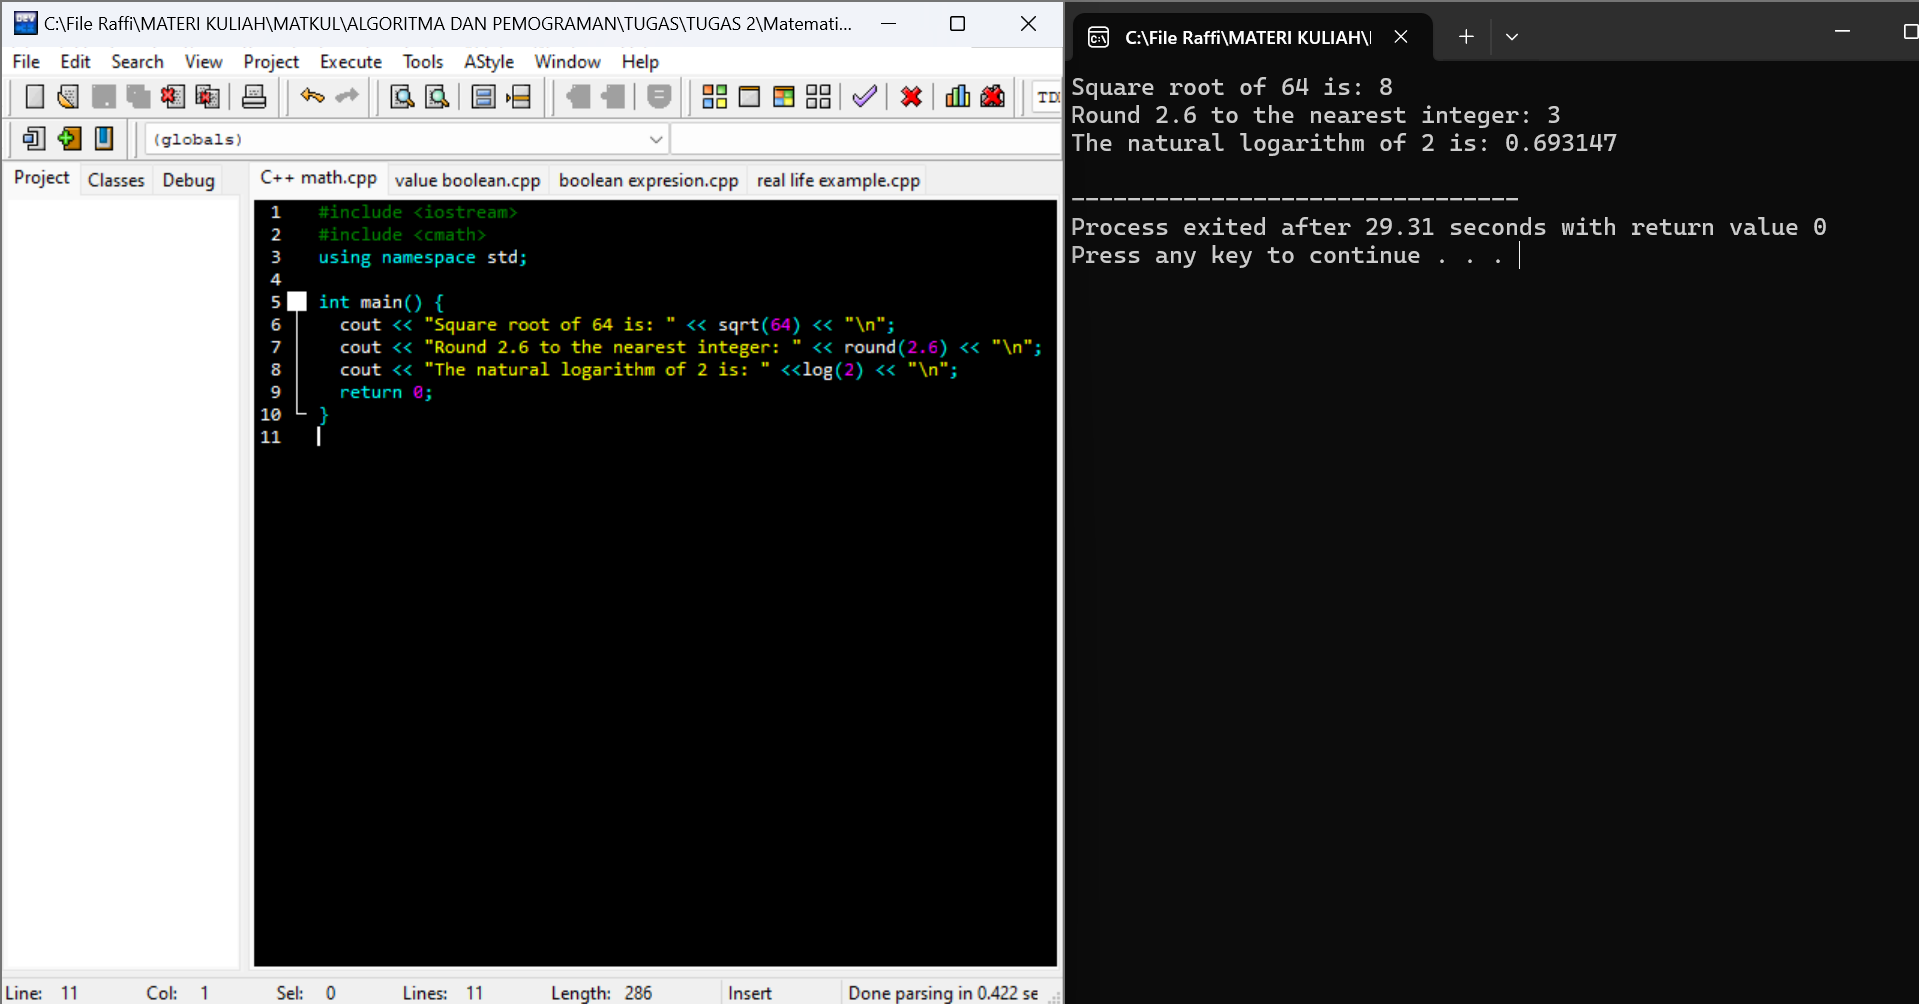 C:\File Raffi\MATERI KULIAH\MATKUL\ALGORITMA DAN PEMOGRAMAN\TUGAS\TUGAS 2\Matemati...
File Edit Search View Project Execute Tools AStyle Window Help
(globals)
Project Classes Debug
C++ math.cpp value boolean.cpp boolean expresion.cpp real life example.cpp
1 #include <iostream>
2 #include <cmath>
3 using namespace std;
4
5 int main() {
6 cout << "Square root of 64 is: " << sqrt(64) << "\n";
7 cout << "Round 2.6 to the nearest integer: " << round(2.6) << "\n";
8 cout << "The natural logarithm of 2 is: " <<log(2) << "\n";
9 return 0;
10 }
11
Line: 11 Col: 1 Sel: 0 Lines: 11 Length: 286 Insert Done parsing in 0.422 se
C:\File Raffi\MATERI KULIAH\
Square root of 64 is: 8
Round 2.6 to the nearest integer: 3
The natural logarithm of 2 is: 0.693147
--------------------------------
Process exited after 29.31 seconds with return value 0
Press any key to continue . . .